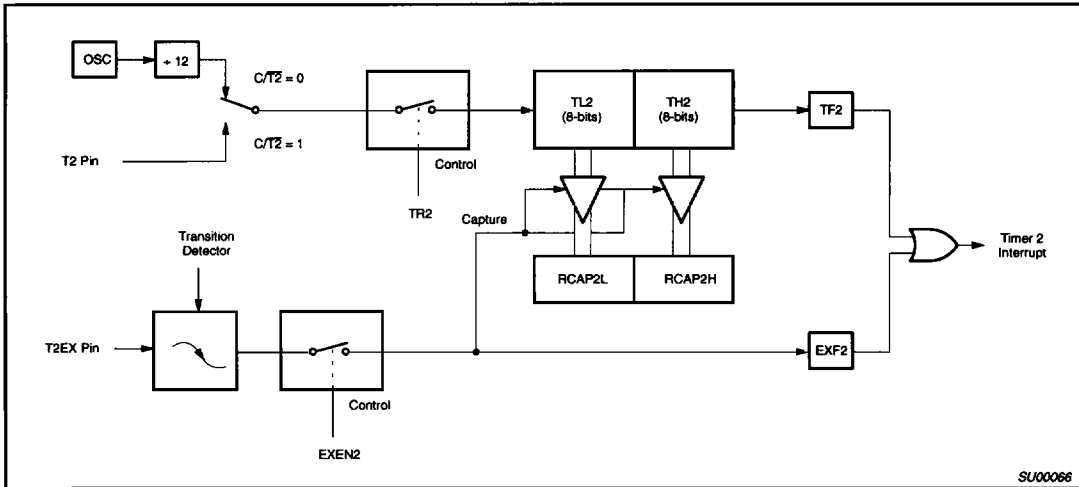 OSC
÷ 12
C/T2̅ = 0
TL2
(8-bits)
TH2
(8-bits)
TF2
C/T2̅ = 1
T2 Pin
Control
TR2
Capture
Transition
Detector
Timer 2
Interrupt
RCAP2L
RCAP2H
T2EX Pin
EXF2
Control
EXEN2
SU00066